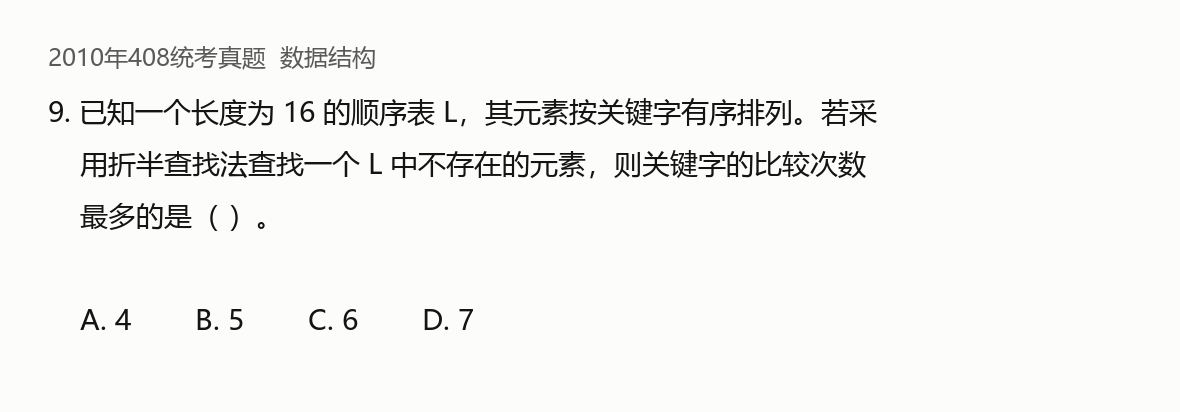 2010年408统考真题 数据结构
9. 已知一个长度为 16 的顺序表 L，其元素按关键字有序排列。若采
用折半查找法查找一个 L 中不存在的元素，则关键字的比较次数
最多的是（ ）。
A. 4 B. 5 C. 6 D. 7